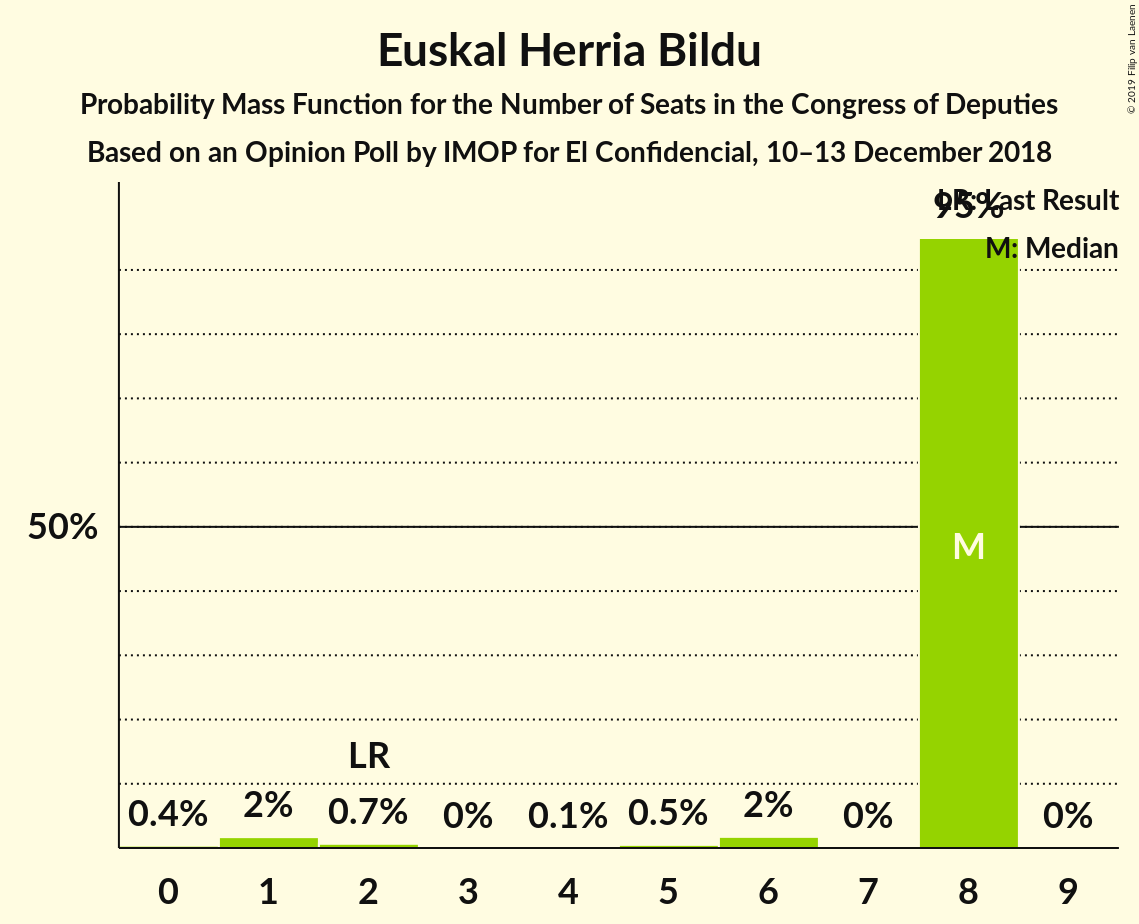 Euskal Herria Bildu
Probability Mass Function for the Number of Seats in the Congress of Deputies
Based on an Opinion Poll by IMOP for El Confidencial, 10–13 December 2018
© 2019 Filip van Laenen
LR: Last Result
95%
M: Median
50%
M
LR
0.4% 2% 0.7% 0% 0.1% 0.5% 2% 0% 0%
0 1 2 3 4 5 6 7 8 9